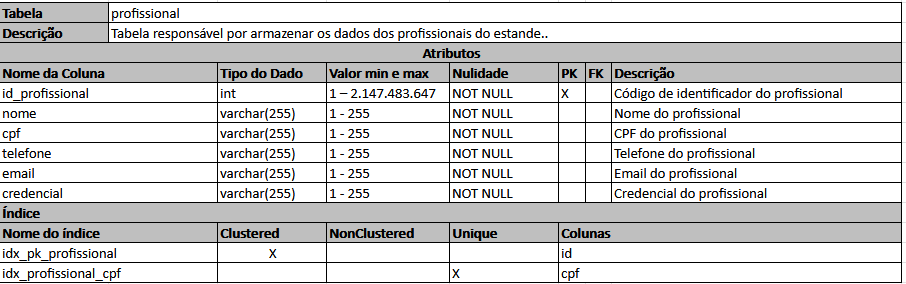 Tabela profissional
Descrição Tabela responsável por armazenar os dados dos profissionais do estande..
Atributos
Nome da Coluna Tipo do Dado Valor min e max Nulidade PK FK Descrição
id_profissional int 1 – 2.147.483.647 NOT NULL X Código de identificador do profissional
nome varchar(255) 1 - 255 NOT NULL Nome do profissional
cpf varchar(255) 1 - 255 NOT NULL CPF do profissional
telefone varchar(255) 1 - 255 NOT NULL Telefone do profissional
email varchar(255) 1 - 255 NOT NULL Email do profissional
credencial varchar(255) 1 - 255 NOT NULL Credencial do profissional
Índice
Nome do índice Clustered NonClustered Unique Colunas
idx_pk_profissional X id
idx_profissional_cpf X cpf